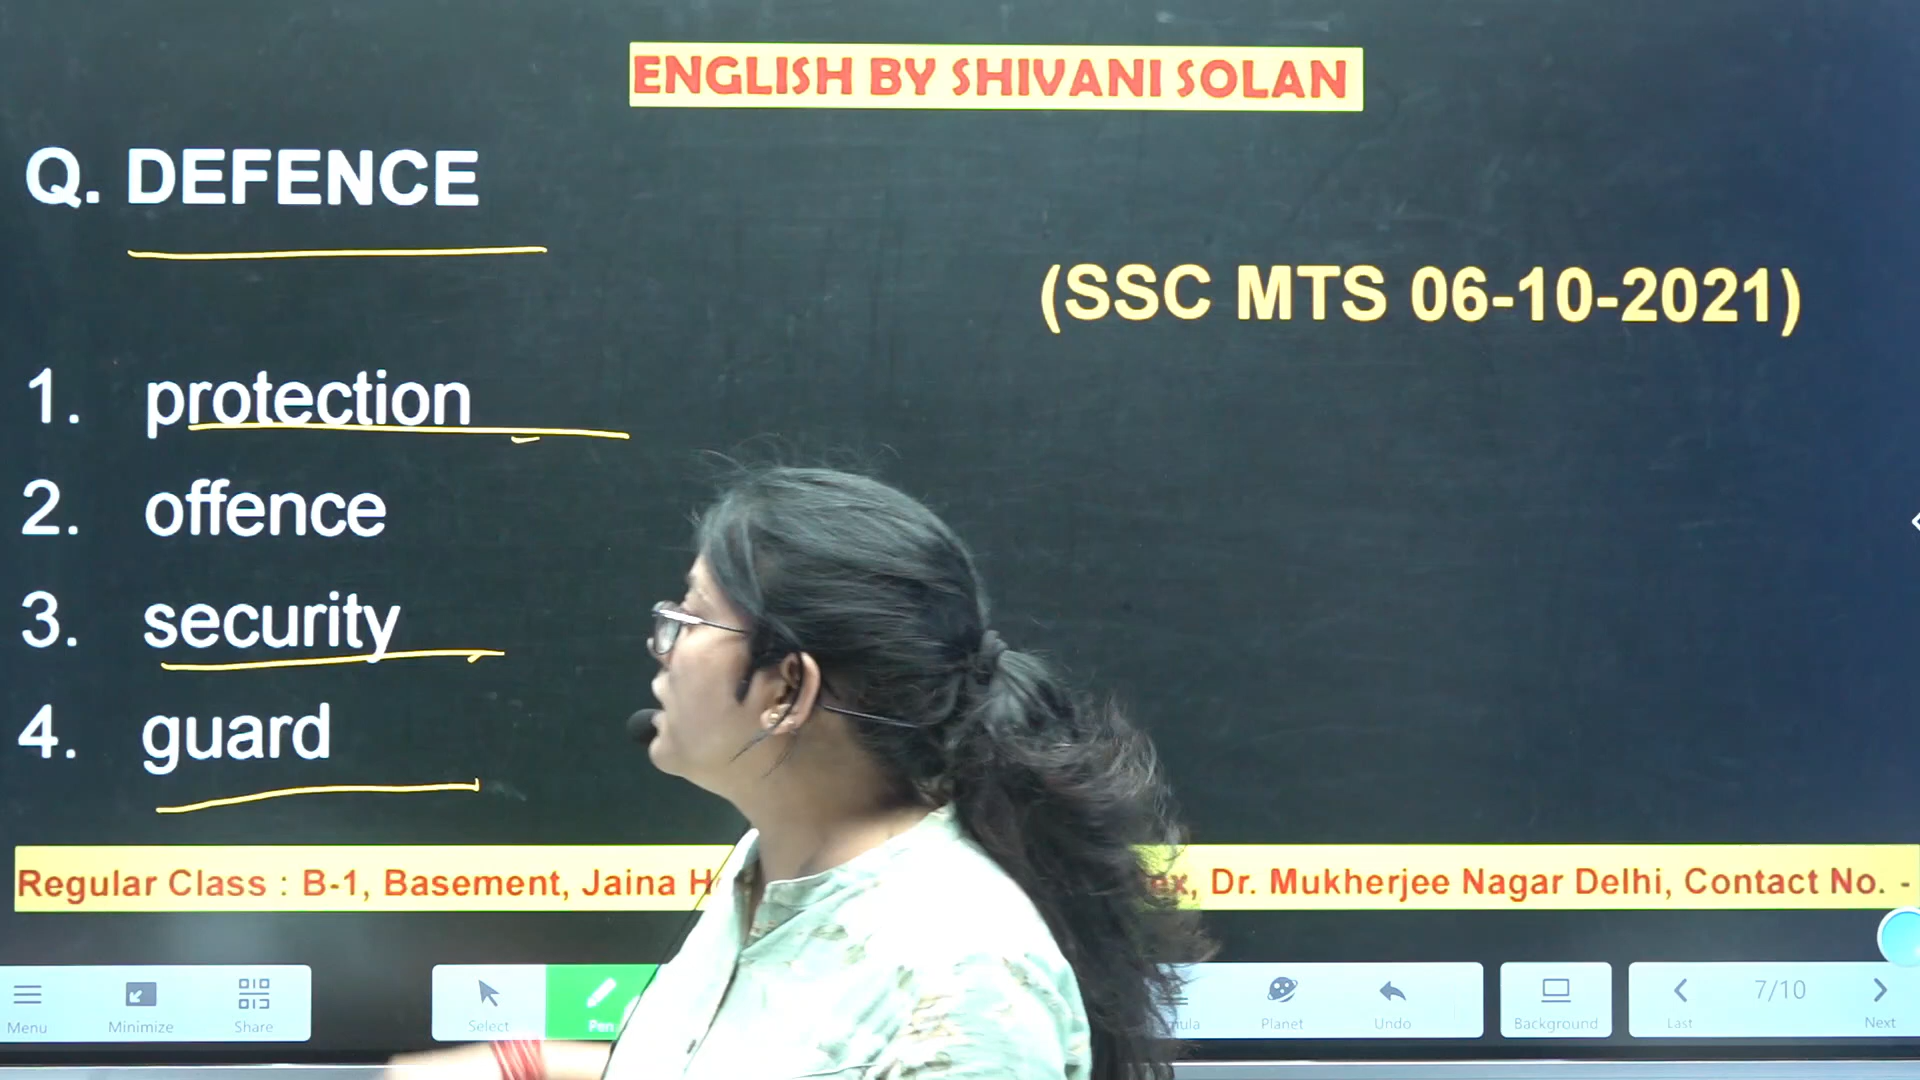 ENGLISH BY SHIVANI SOLAN
Q. DEFENCE
(SSC MTS 06-10-2021)
1. protection
2. offence
3. security
4. guard
Regular Class : B-1, Basement, Jaina Dr. Mukherjee Nagar Delhi, Contact No. -
Menu Minimize Share Select Pen Planet Undo Background Last 7/10 Next